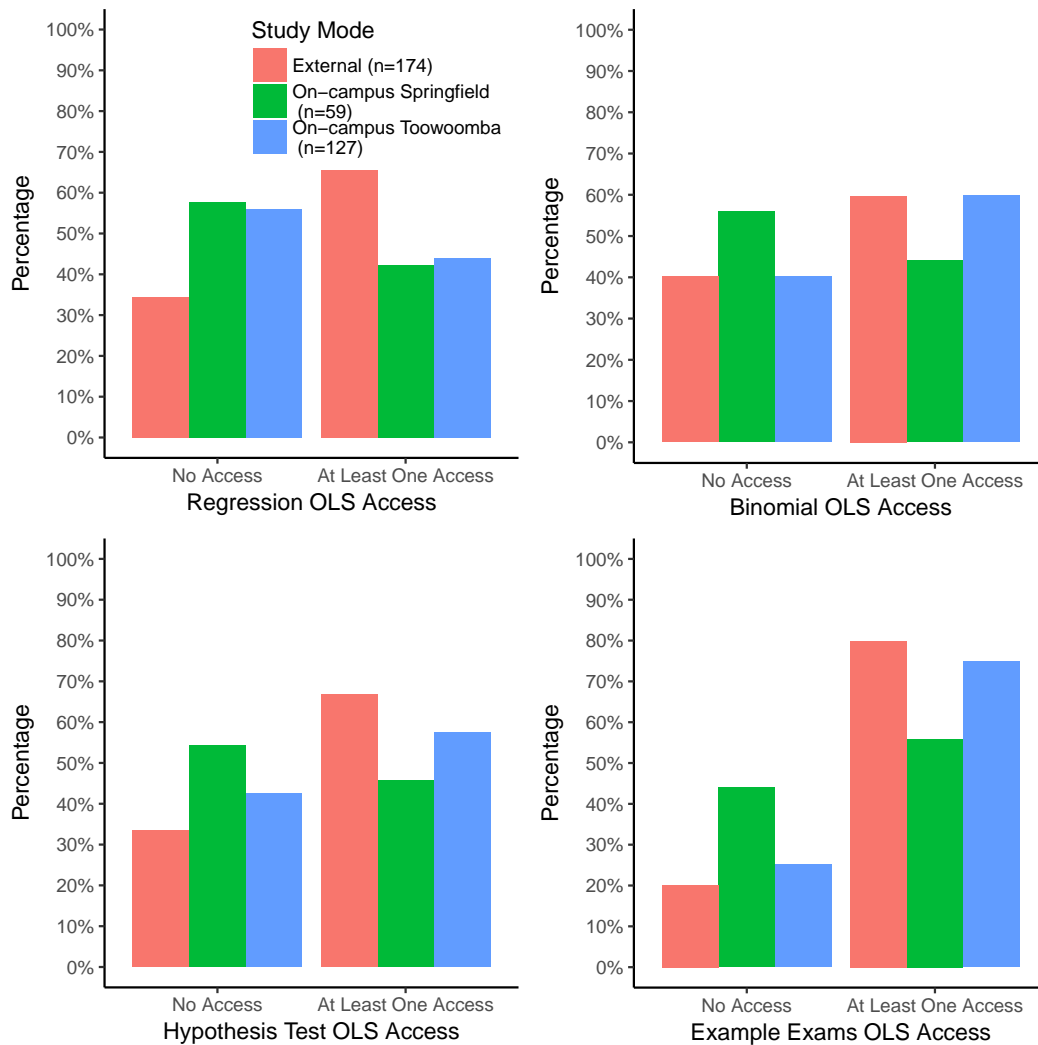 Study Mode
External (n=174)
On−campus Springfield
(n=59)
On−campus Toowoomba
(n=127)
100%
90%
80%
70%
60%
50%
40%
30%
20%
10%
0%
Percentage
No Access At Least One Access
Regression OLS Access
100%
90%
80%
70%
60%
50%
40%
30%
20%
10%
0%
Percentage
No Access At Least One Access
Binomial OLS Access
100%
90%
80%
70%
60%
50%
40%
30%
20%
10%
0%
Percentage
No Access At Least One Access
Hypothesis Test OLS Access
100%
90%
80%
70%
60%
50%
40%
30%
20%
10%
0%
Percentage
No Access At Least One Access
Example Exams OLS Access